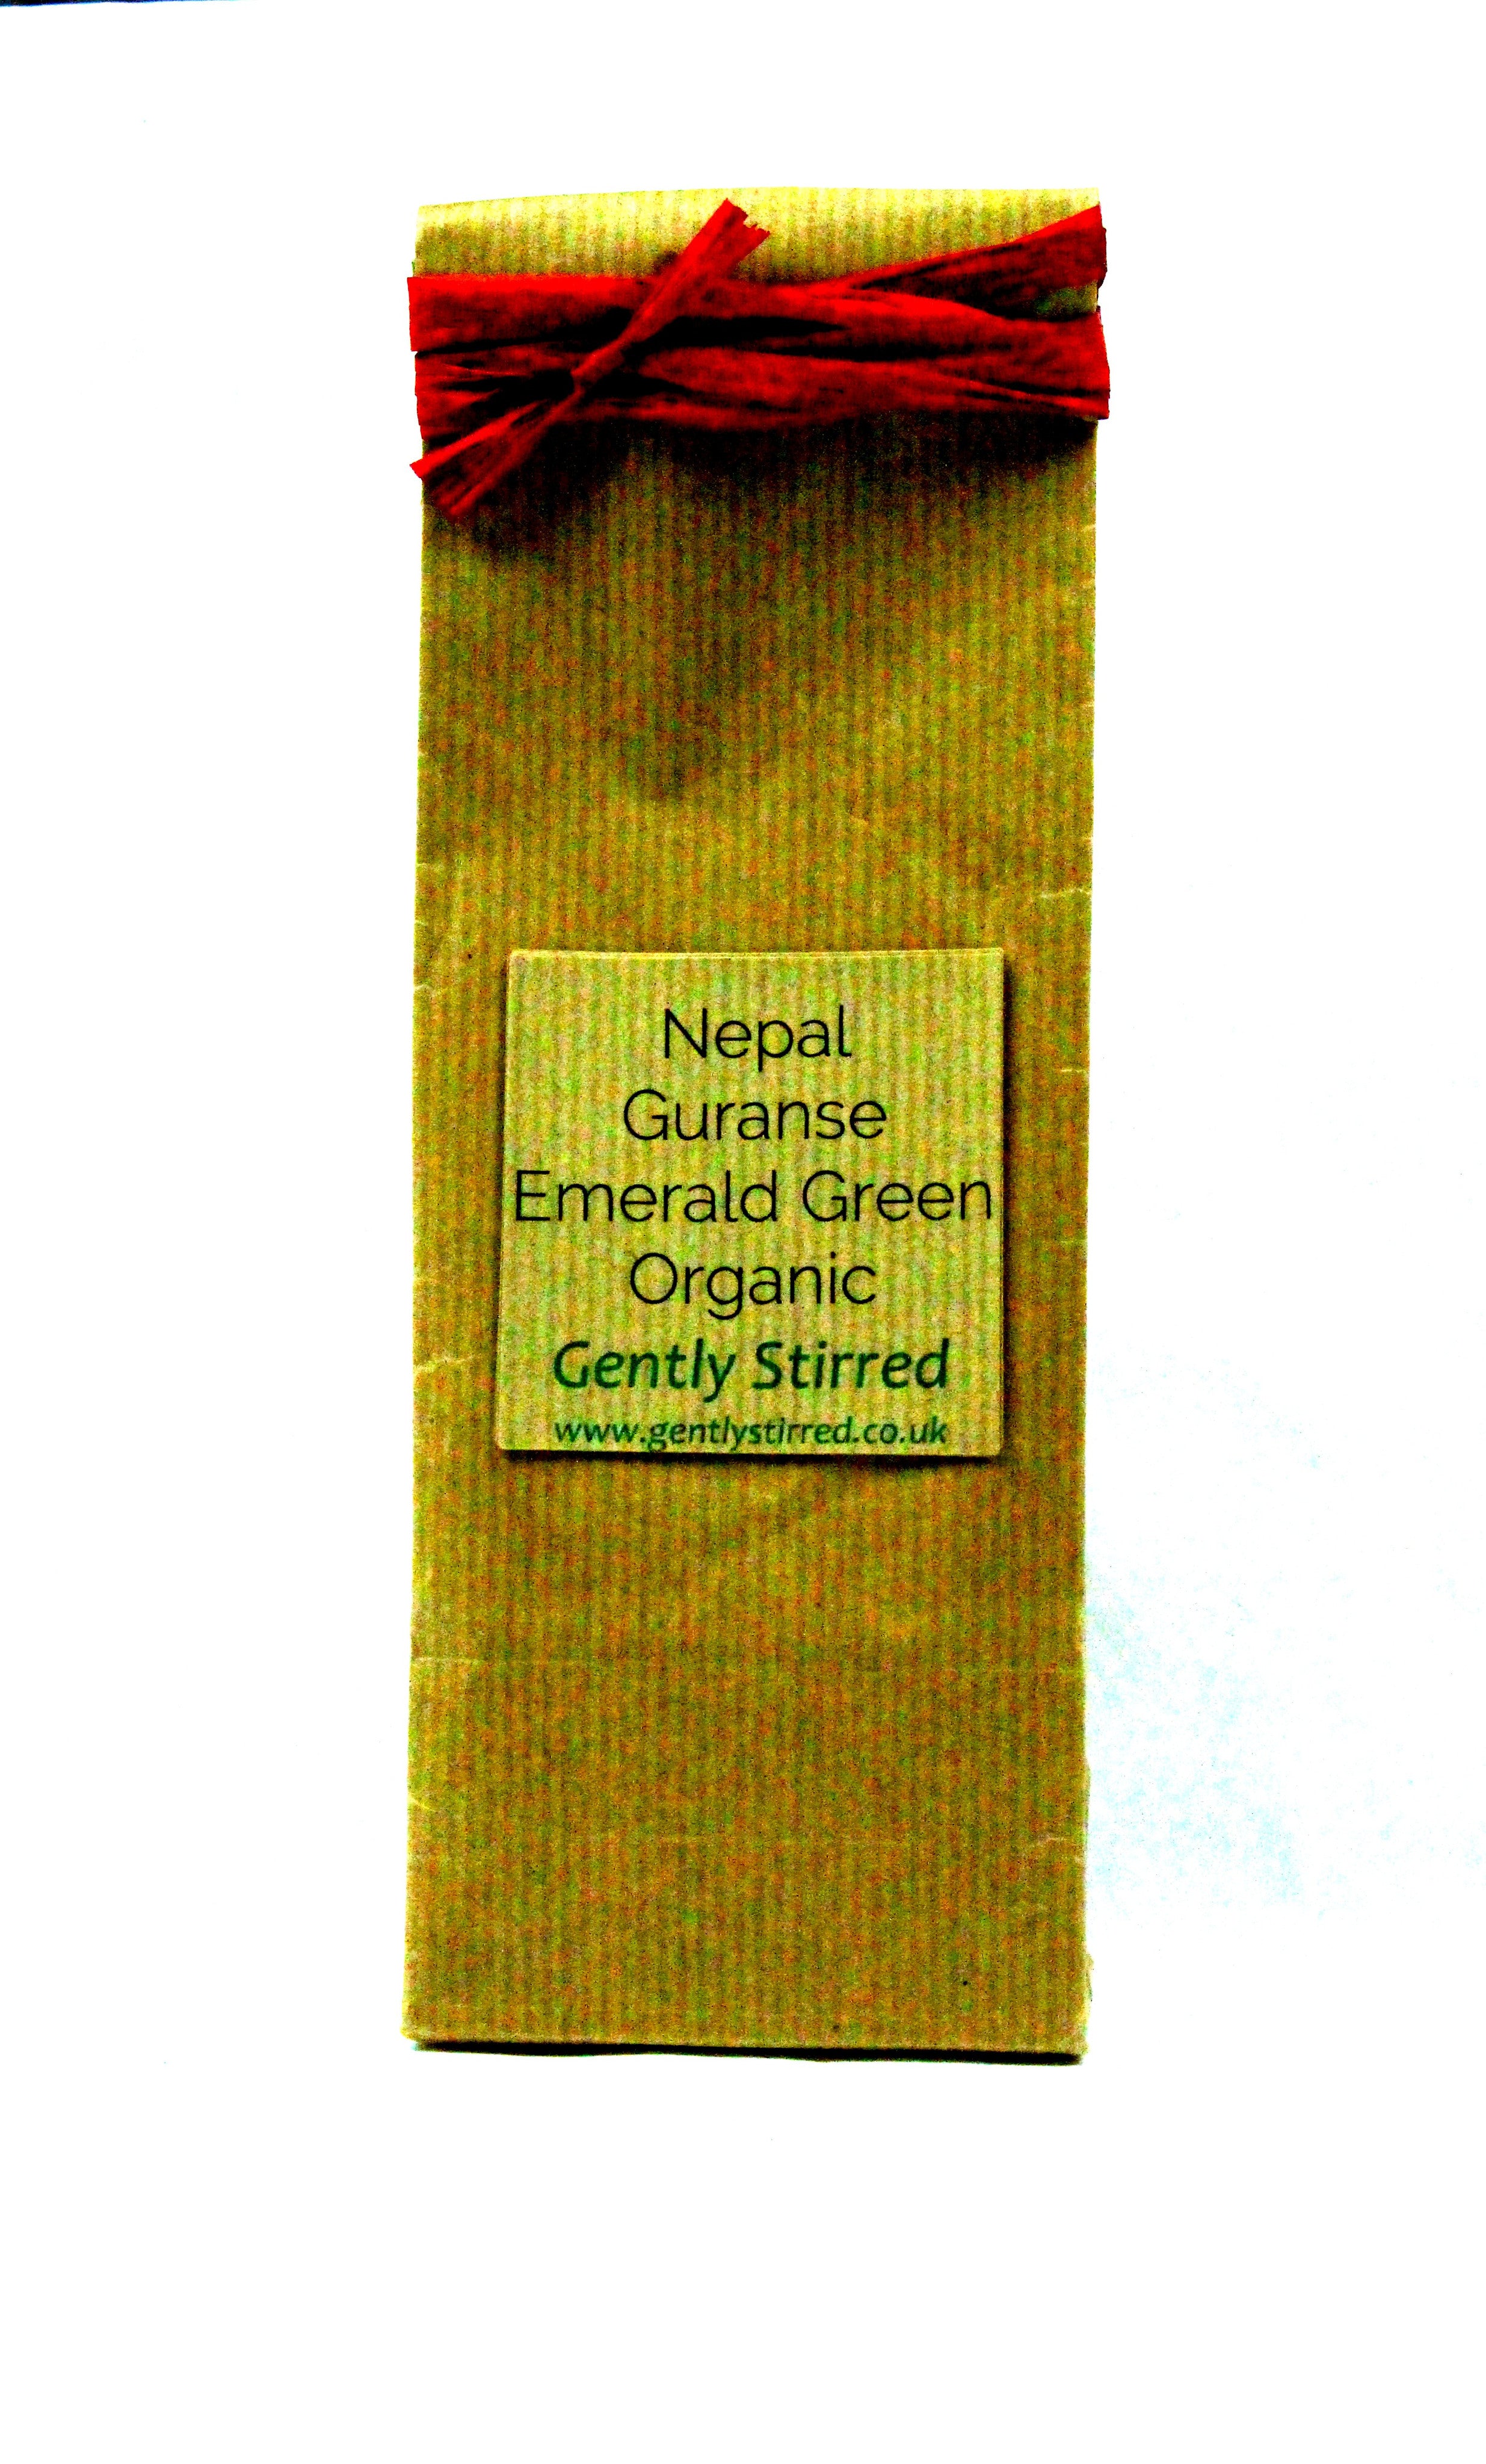 Nepal
Guranse
Emerald Green
Organic
Gently Stirred
www.gentlystirred.co.uk